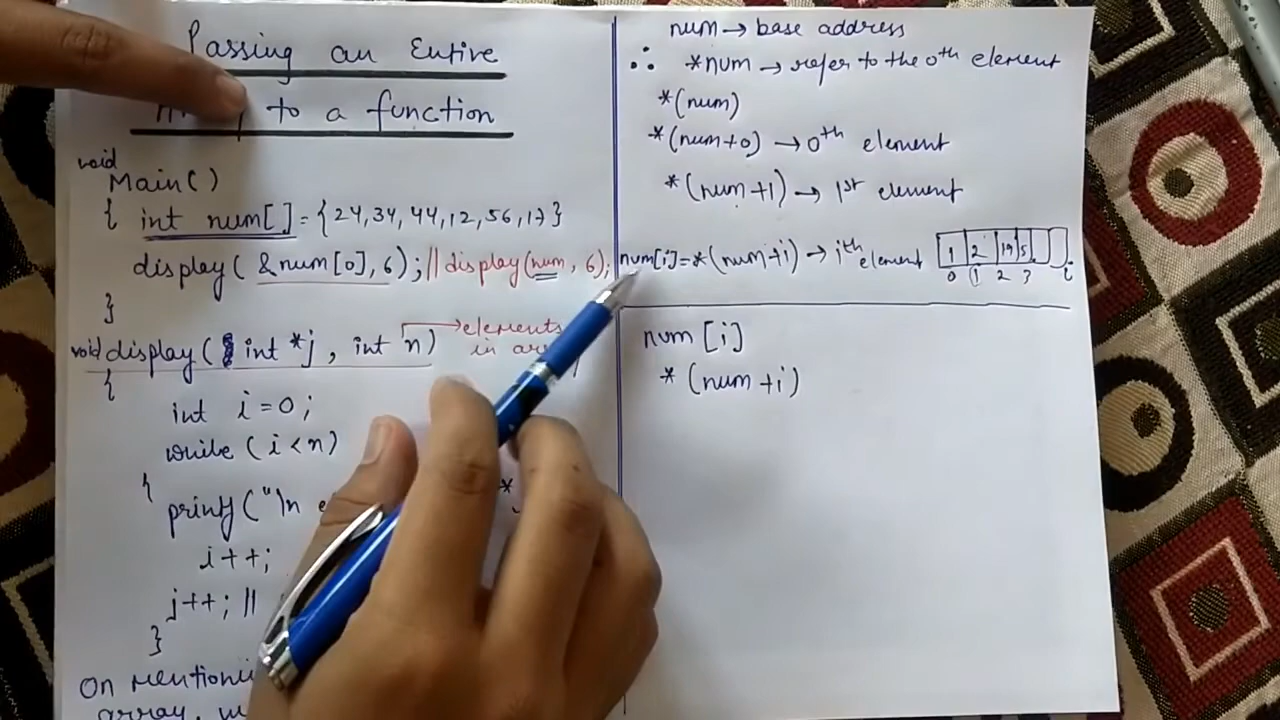 Passing an Entire
to a function
void
Main()
{ int num[] = {24,34,44,12,56,17}
display( &num[0], 6); // display(num, 6);
}
void display( int *j, int n) → elements
in
{
int i=0;
while (i<n)
{ printf("\n
i++;
j++; //
}
On
array,
num → base address
∴ *num → refer to the 0th element
*(num)
*(num+0) → 0th element
*(num+1) → 1st element
num[i]=*(num+i) → ith element
1 2 19 5
0 1 2 3 i
num[i]
*(num+i)